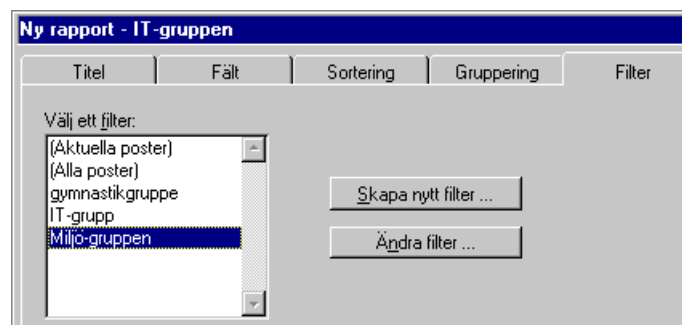 Ny rapport - IT-gruppen
Titel Fält Sortering Gruppering Filter
Välj ett filter:
(Aktuella poster)
(Alla poster)
gymnastikgruppe
IT-grupp
Miljö-gruppen
Skapa nytt filter ...
Ändra filter ...